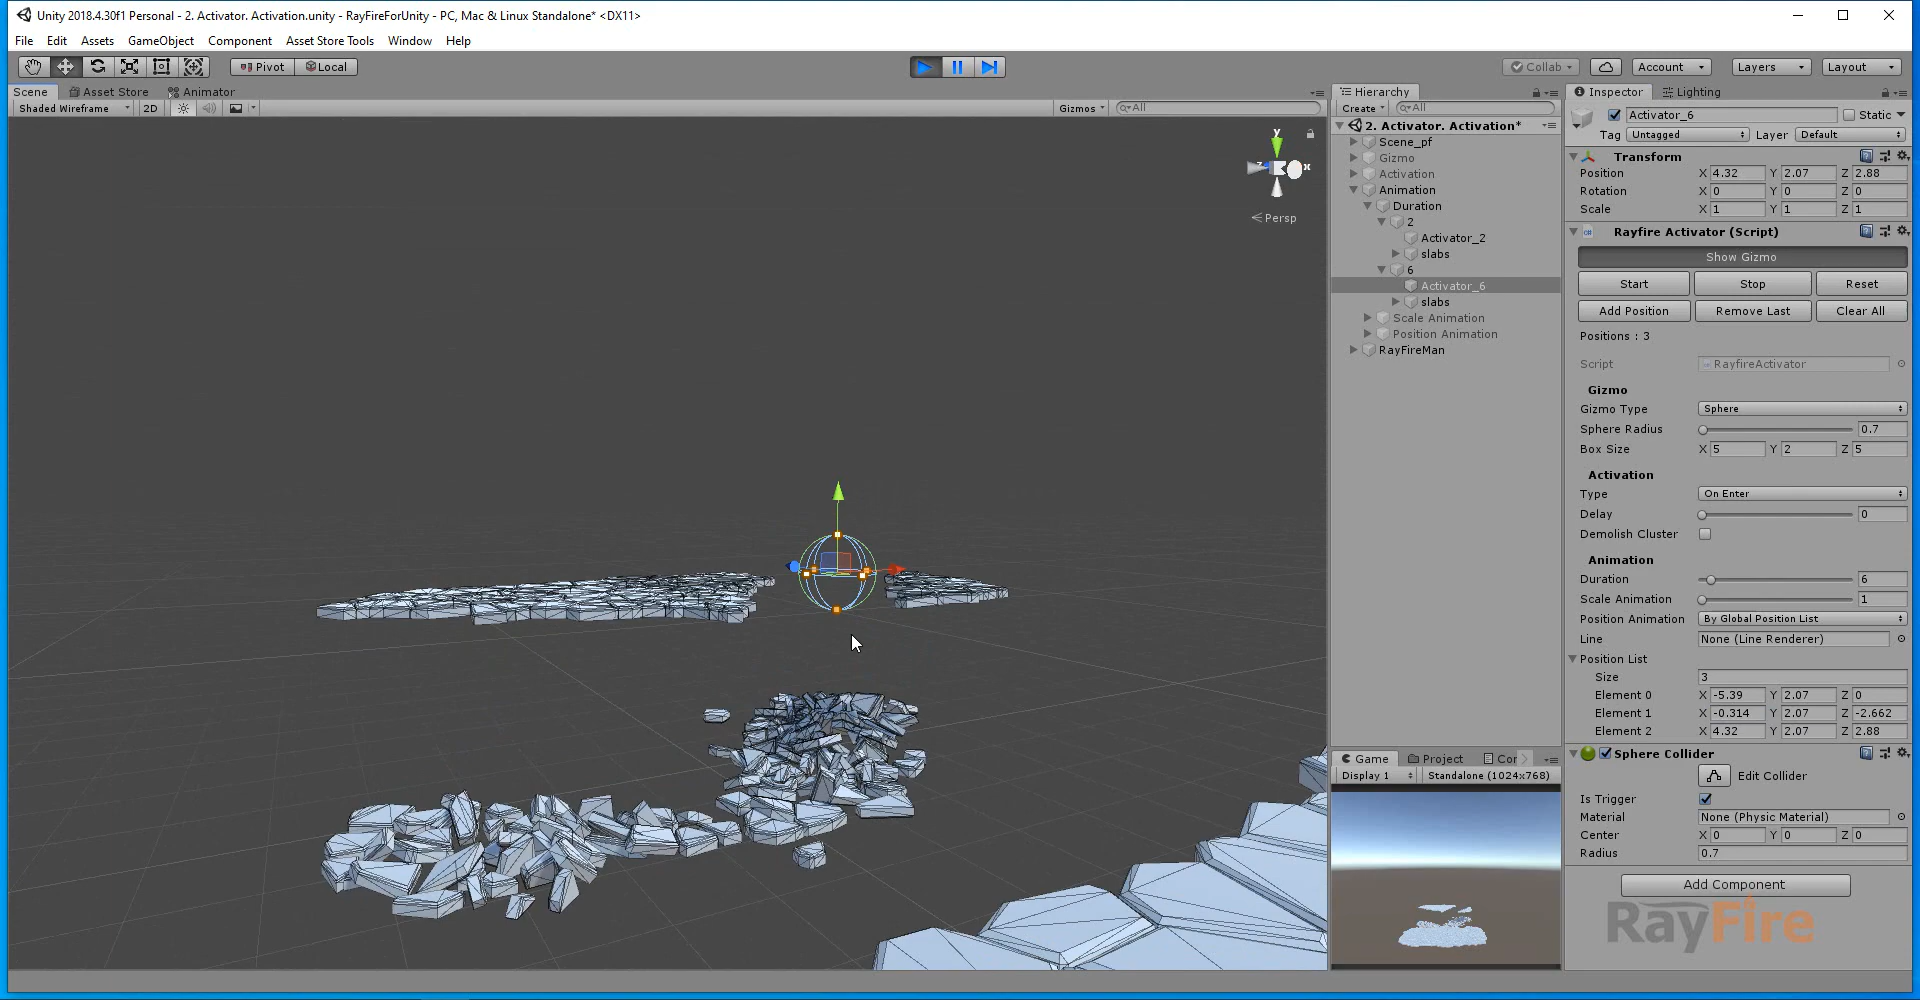 Unity 2018.4.30f1 Personal - 2. Activator. Activation.unity - RayFireForUnity - PC, Mac & Linux Standalone* <DX11>
File Edit Assets GameObject Component Asset Store Tools Window Help
Pivot Local Collab Account Layers Layout
Scene Asset Store Animator
Shaded Wireframe 2D Gizmos All
y
z x
Persp
Hierarchy
Create All
2. Activator. Activation*
Scene_pf
Gizmo
Activation
Animation
Duration
2
Activator_2
slabs
6
Activator_6
slabs
Scale Animation
Position Animation
RayFireMan
Game Project Cor
Display 1 Standalone (1024x768)
Inspector Lighting
Activator_6 Static
Tag Untagged Layer Default
Transform
Position X 4.32 Y 2.07 Z 2.88
Rotation X 0 Y 0 Z 0
Scale X 1 Y 1 Z 1
Rayfire Activator (Script)
Show Gizmo
Start Stop Reset
Add Position Remove Last Clear All
Positions : 3
Script RayfireActivator
Gizmo
Gizmo Type Sphere
Sphere Radius 0.7
Box Size X 5 Y 2 Z 5
Activation
Type On Enter
Delay 0
Demolish Cluster
Animation
Duration 6
Scale Animation 1
Position Animation By Global Position List
Line None (Line Renderer)
Position List
Size 3
Element 0 X -5.39 Y 2.07 Z 0
Element 1 X -0.314 Y 2.07 Z -2.662
Element 2 X 4.32 Y 2.07 Z 2.88
Sphere Collider
Edit Collider
Is Trigger
Material None (Physic Material)
Center X 0 Y 0 Z 0
Radius 0.7
Add Component
RayFire